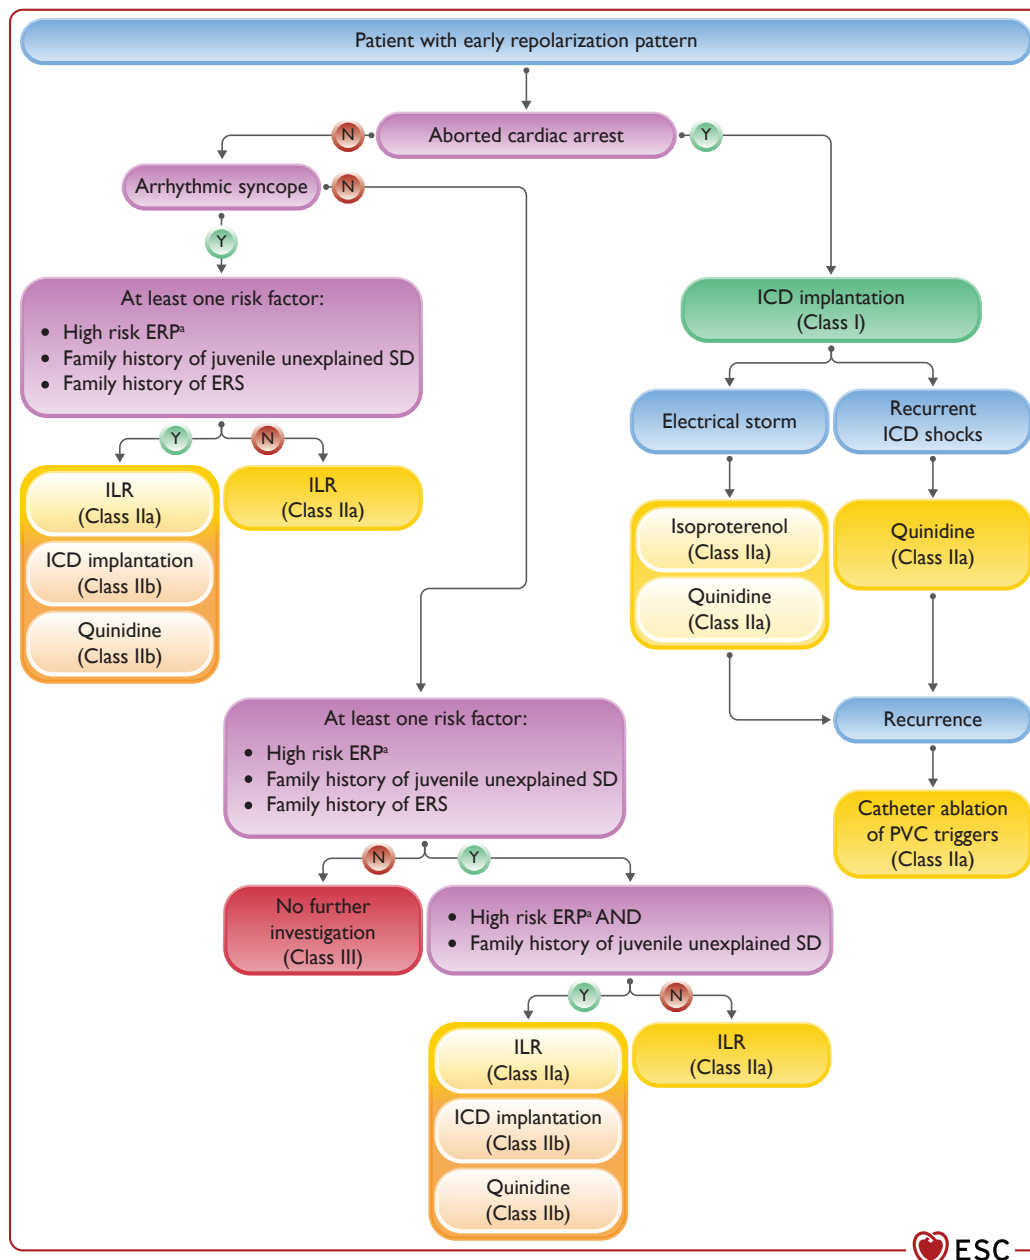 Patient with early repolarization pattern
N
Aborted cardiac arrest
Y
Arrhythmic syncope
N
Y
At least one risk factor:
• High risk ERPᵃ
• Family history of juvenile unexplained SD
• Family history of ERS
Y
N
ILR
(Class IIa)
ICD implantation
(Class IIb)
Quinidine
(Class IIb)
ILR
(Class IIa)
ICD implantation
(Class I)
Electrical storm
Recurrent
ICD shocks
Isoproterenol
(Class IIa)
Quinidine
(Class IIa)
Quinidine
(Class IIa)
Recurrence
Catheter ablation
of PVC triggers
(Class IIa)
At least one risk factor:
• High risk ERPᵃ
• Family history of juvenile unexplained SD
• Family history of ERS
N
Y
No further
investigation
(Class III)
• High risk ERPᵃ AND
• Family history of juvenile unexplained SD
Y
N
ILR
(Class IIa)
ICD implantation
(Class IIb)
Quinidine
(Class IIb)
ILR
(Class IIa)
ESC